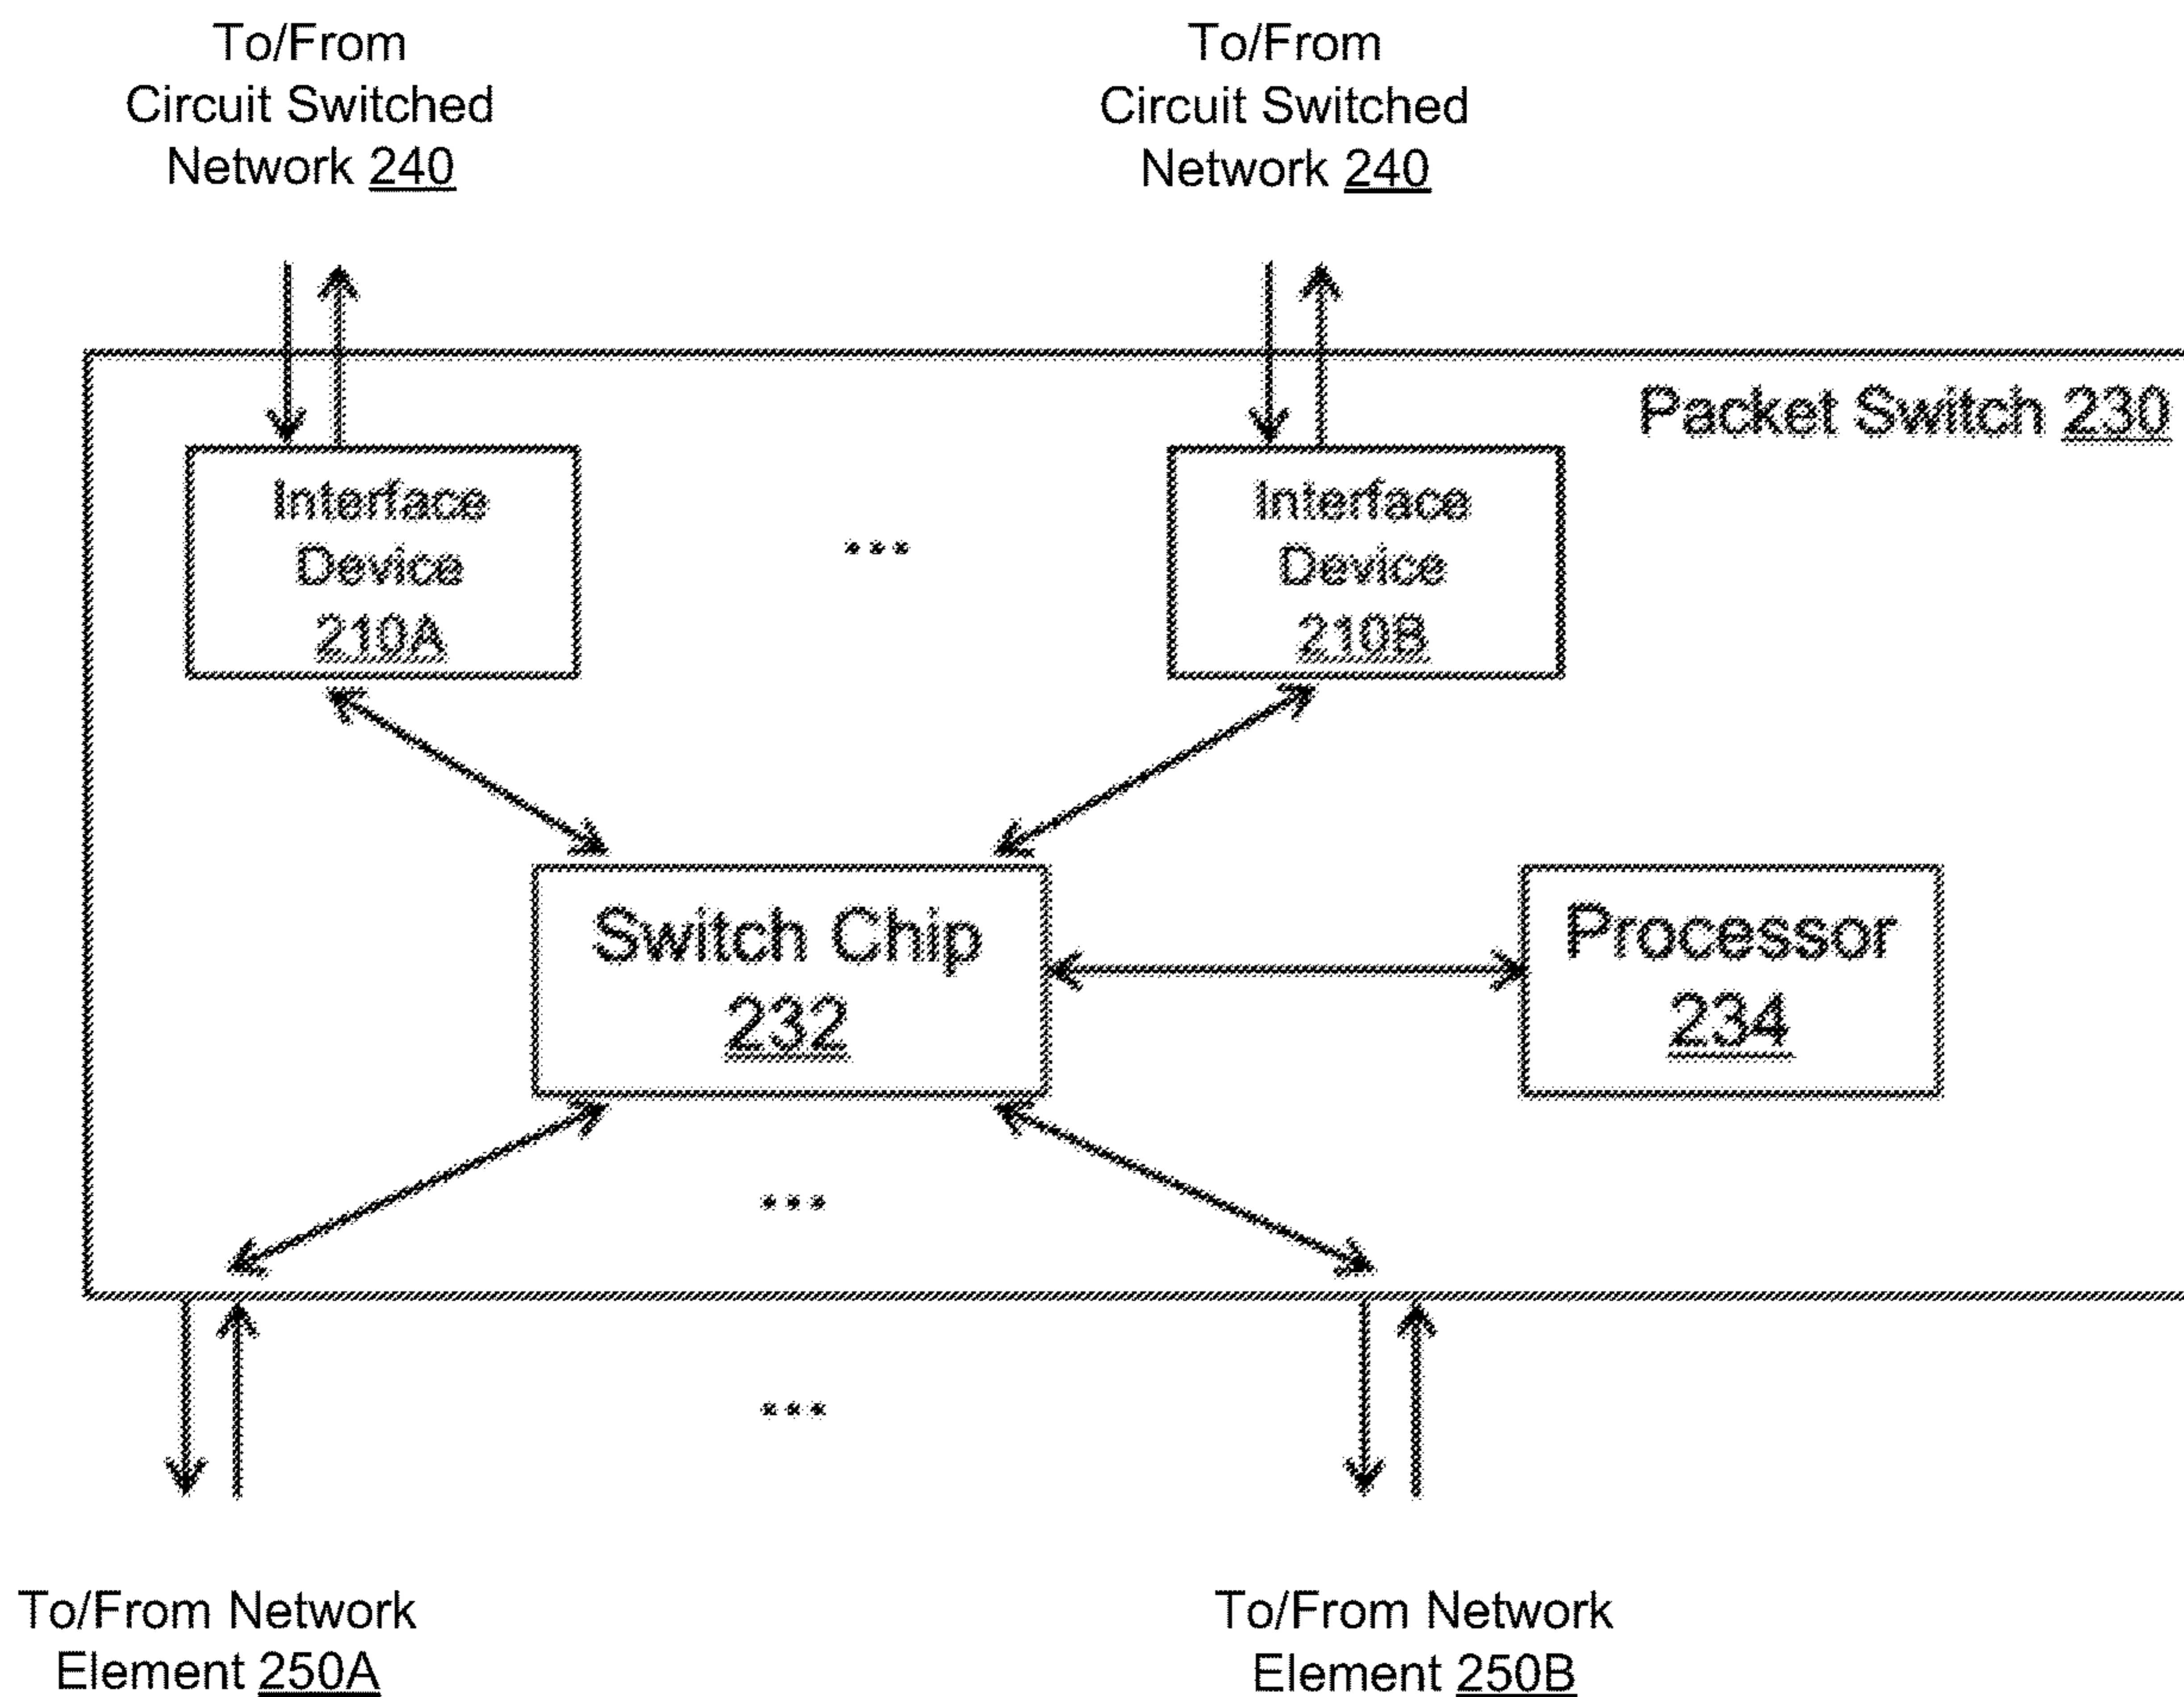 To/From
Circuit Switched
Network 240
To/From
Circuit Switched
Network 240
Packet Switch 230
Interface
Device
210A
...
Interface
Device
210B
Switch Chip
232
Processor
234
...
...
To/From Network
Element 250A
To/From Network
Element 250B